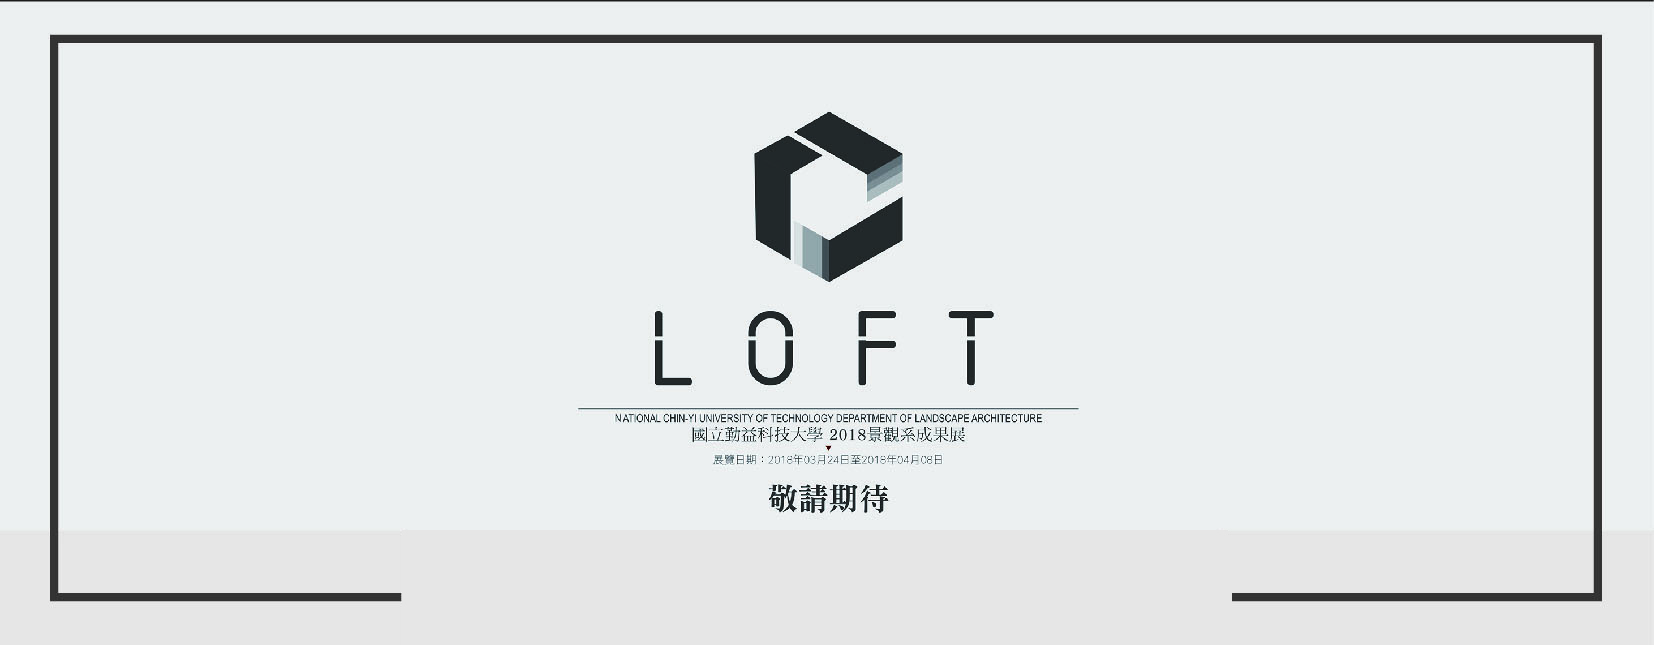 LOFT
NATIONAL CHIN-YI UNIVERSITY OF TECHNOLOGY DEPARTMENT OF LANDSCAPE ARCHITECTURE
國立勤益科技大學 2018景觀系成果展
展覽日期：2018年03月24日至2018年04月08日
敬請期待